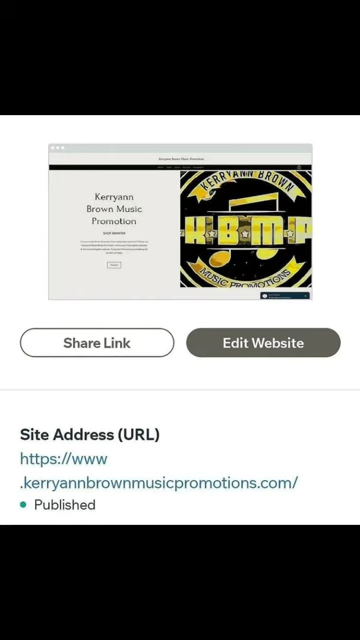 Kerryann Brown Music Promotion
Kerryann
Brown Music
Promotion
KERRYANN BROWN
K B M P
MUSIC PROMOTIONS
Share Link
Edit Website
Site Address (URL)
https://www
.kerryannbrownmusicpromotions.com/
Published